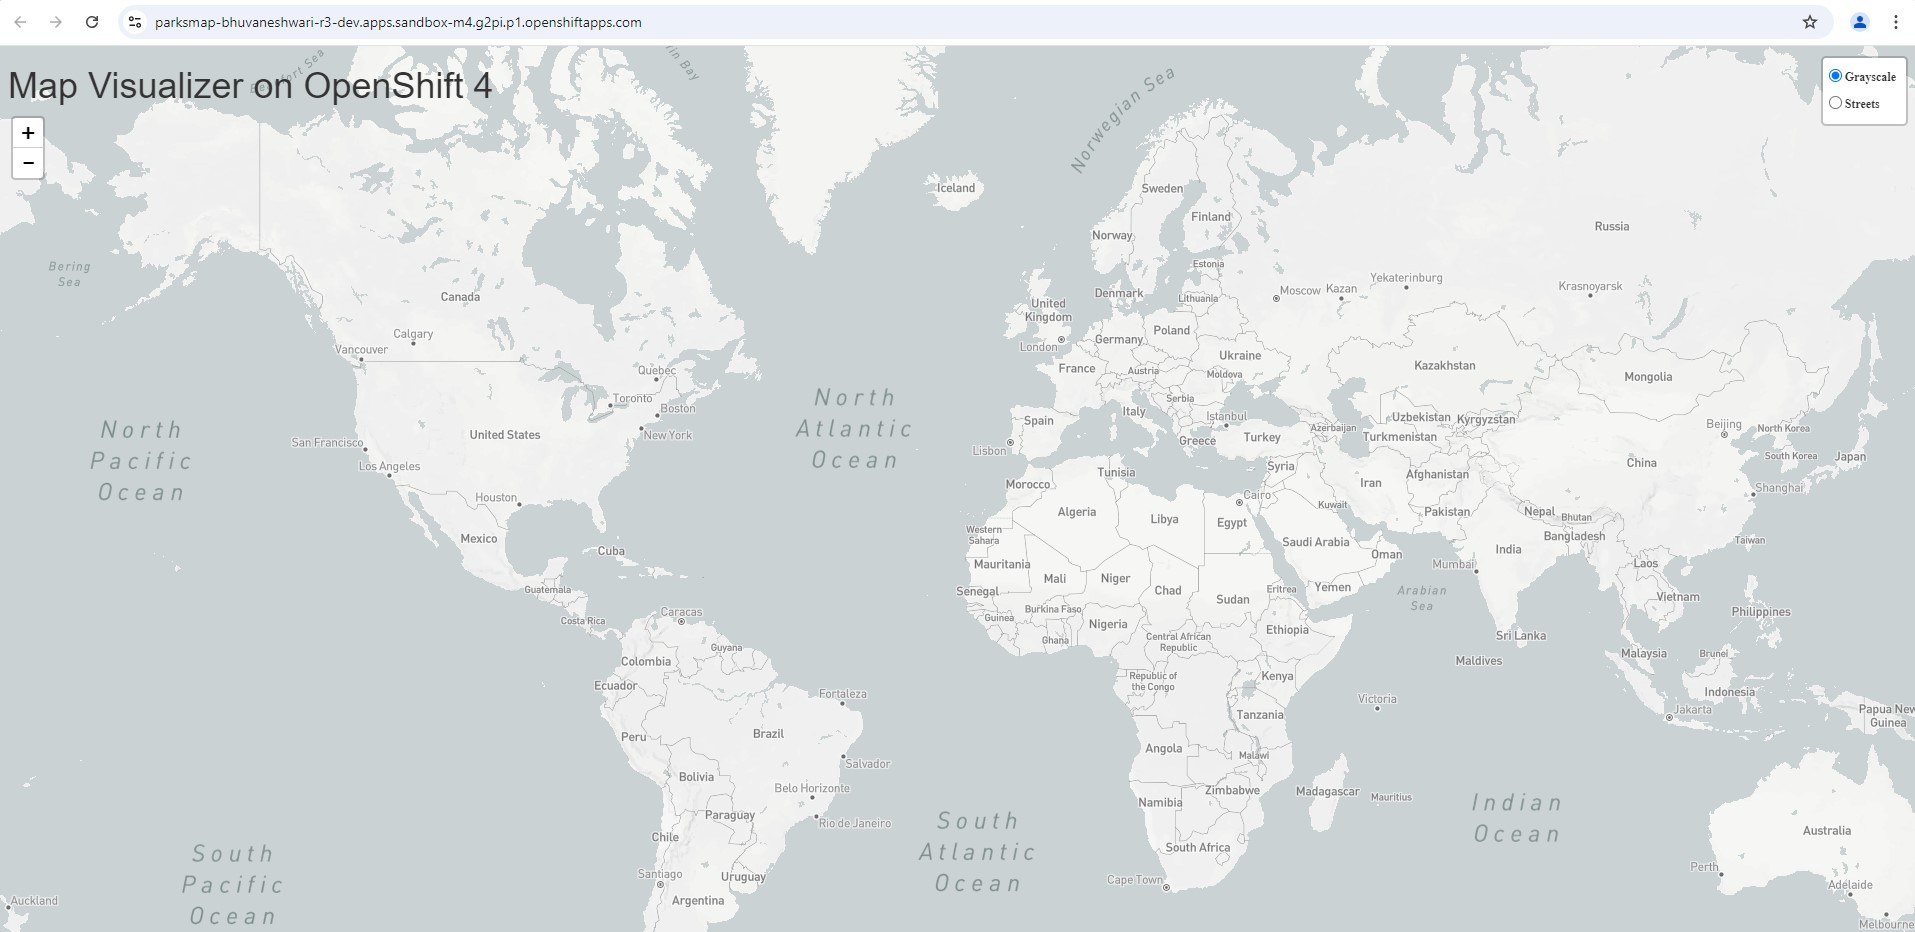 parksmap-bhuvaneshwari-r3-dev.apps.sandbox-m4.g2pi.p1.openshiftapps.com
Map Visualizer on OpenShift 4
+
−
Grayscale
Streets
Norwegian Sea
Iceland
Sweden
Finland
Norway
Russia
Bering
Sea
Estonia
Canada
Denmark
Lithuania
Moscow
Kazan
Yekaterinburg
Krasnoyarsk
United
Kingdom
London
Calgary
Vancouver
Germany
Poland
Ukraine
Kazakhstan
Mongolia
France
Austria
Moldova
Quebec
Toronto
Boston
New York
Serbia
Italy
Istanbul
Spain
Lisbon
Greece
Turkey
Azerbaijan
Uzbekistan
Kyrgyzstan
Turkmenistan
Beijing
North Korea
South Korea
Japan
North
Atlantic
Ocean
North
Pacific
Ocean
San Francisco
Los Angeles
United States
Houston
Mexico
Tunisia
Morocco
Syria
Iran
Afghanistan
China
Shanghai
Algeria
Libya
Cairo
Egypt
Kuwait
Pakistan
Nepal
Bhutan
Bangladesh
Taiwan
Western
Sahara
Saudi Arabia
Oman
India
Mumbai
Laos
Cuba
Guatemala
Costa Rica
Caracas
Mauritania
Mali
Niger
Chad
Sudan
Eritrea
Yemen
Arabian
Sea
Vietnam
Philippines
Senegal
Guinea
Burkina Faso
Ghana
Nigeria
Central African
Republic
Ethiopia
Sri Lanka
Maldives
Malaysia
Brunei
Guyana
Colombia
Ecuador
Republic of
the Congo
Kenya
Victoria
Indonesia
Jakarta
Papua New
Guinea
Fortaleza
Peru
Brazil
Tanzania
Angola
Malawi
Salvador
Bolivia
Belo Horizonte
Rio de Janeiro
Paraguay
Namibia
Zimbabwe
Madagascar
Mauritius
Indian
Ocean
South
Atlantic
Ocean
South
Pacific
Ocean
Chile
Santiago
Uruguay
Argentina
South Africa
Cape Town
Australia
Perth
Adelaide
Melbourne
Auckland